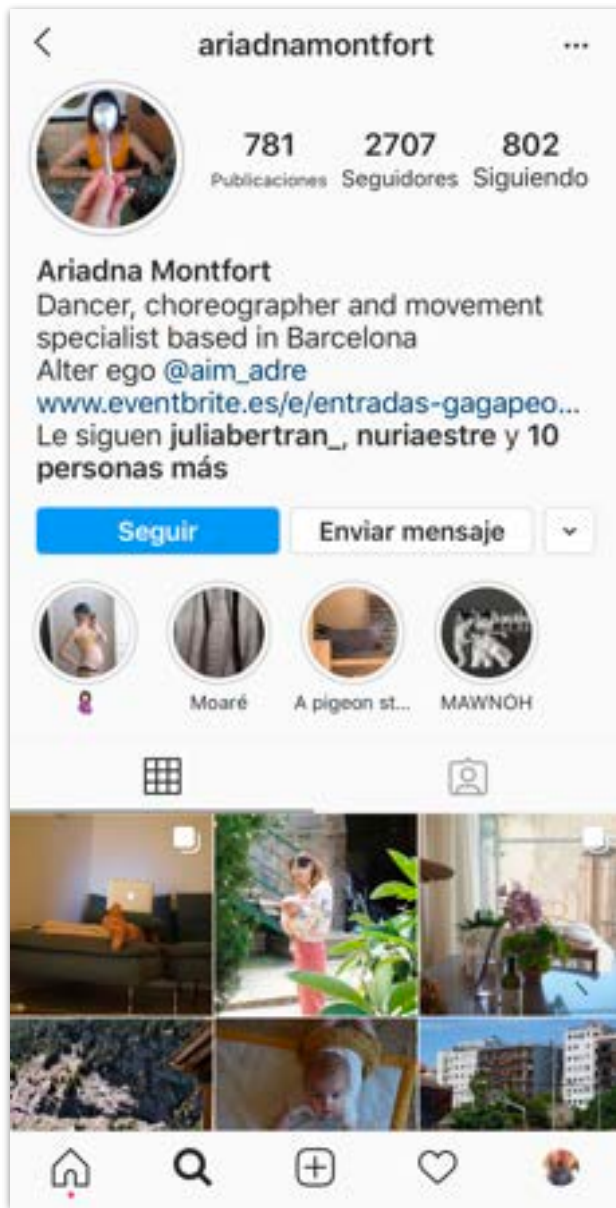 ariadnamontfort
781 2707 802
Publicaciones Seguidores Siguiendo
Ariadna Montfort
Dancer, choreographer and movement
specialist based in Barcelona
Alter ego @aim_adre
www.eventbrite.es/e/entradas-gagapeo...
Le siguen juliabertran_, nuriaestre y 10
personas más
Seguir Enviar mensaje
Moaré A pigeon st... MAWNOH